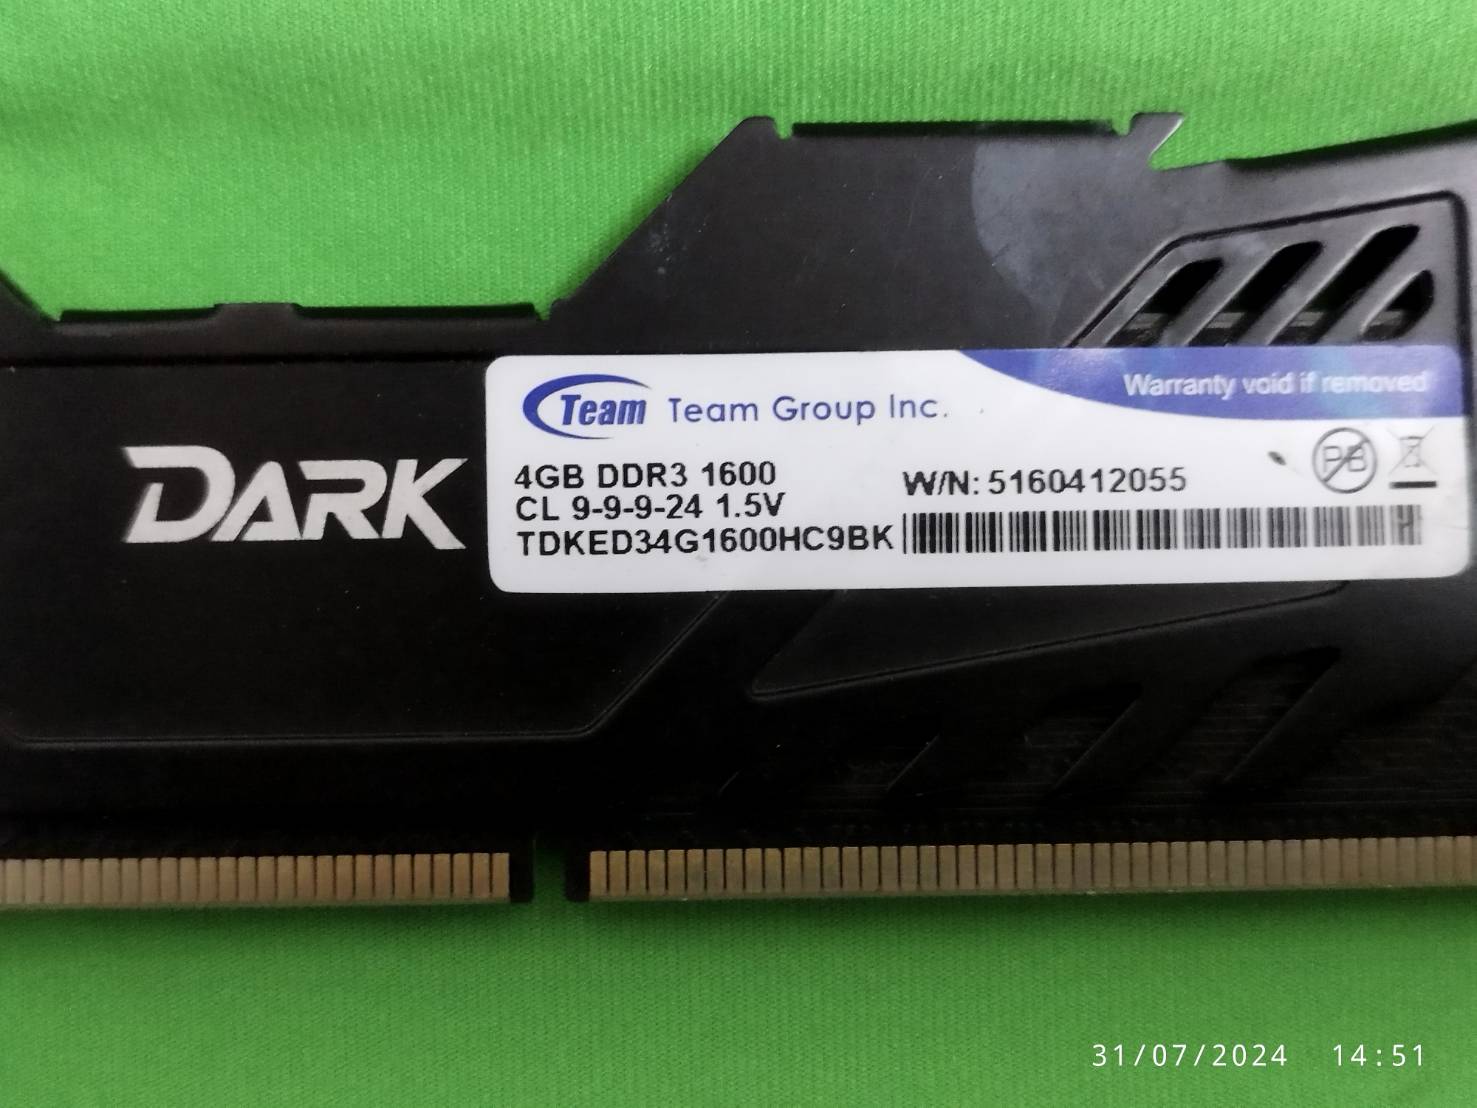 Warranty void if removed
Team Team Group Inc.
DARK
4GB DDR3 1600
CL 9-9-9-24 1.5V
TDKED34G1600HC9BK
W/N: 5160412055
PB
31/07/2024 14:51